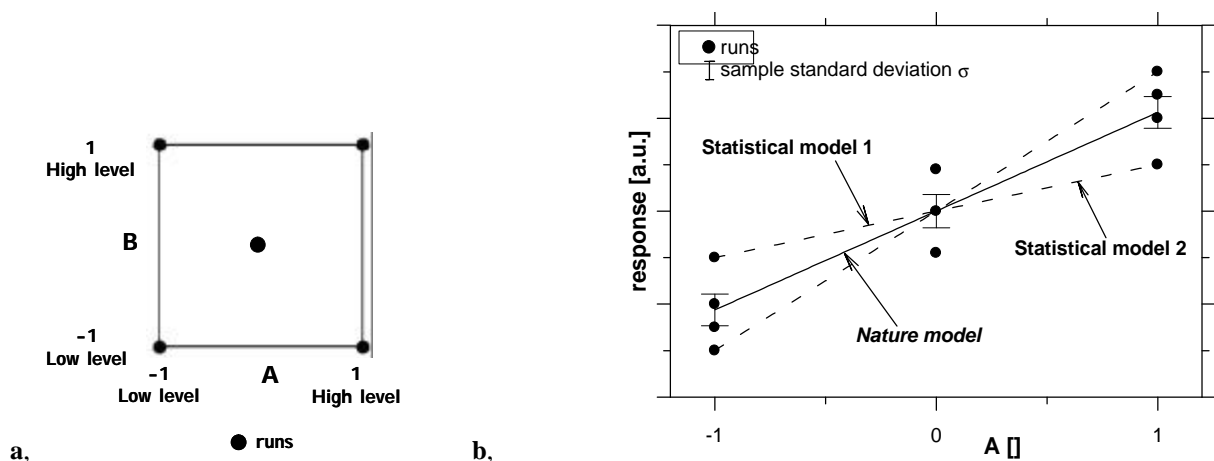 1
High level
B
-1
Low level
-1
Low level
A
1
High level
runs
a,
b,
runs
sample standard deviation σ
response [a.u.]
Statistical model 1
Statistical model 2
Nature model
-1
0
1
A []